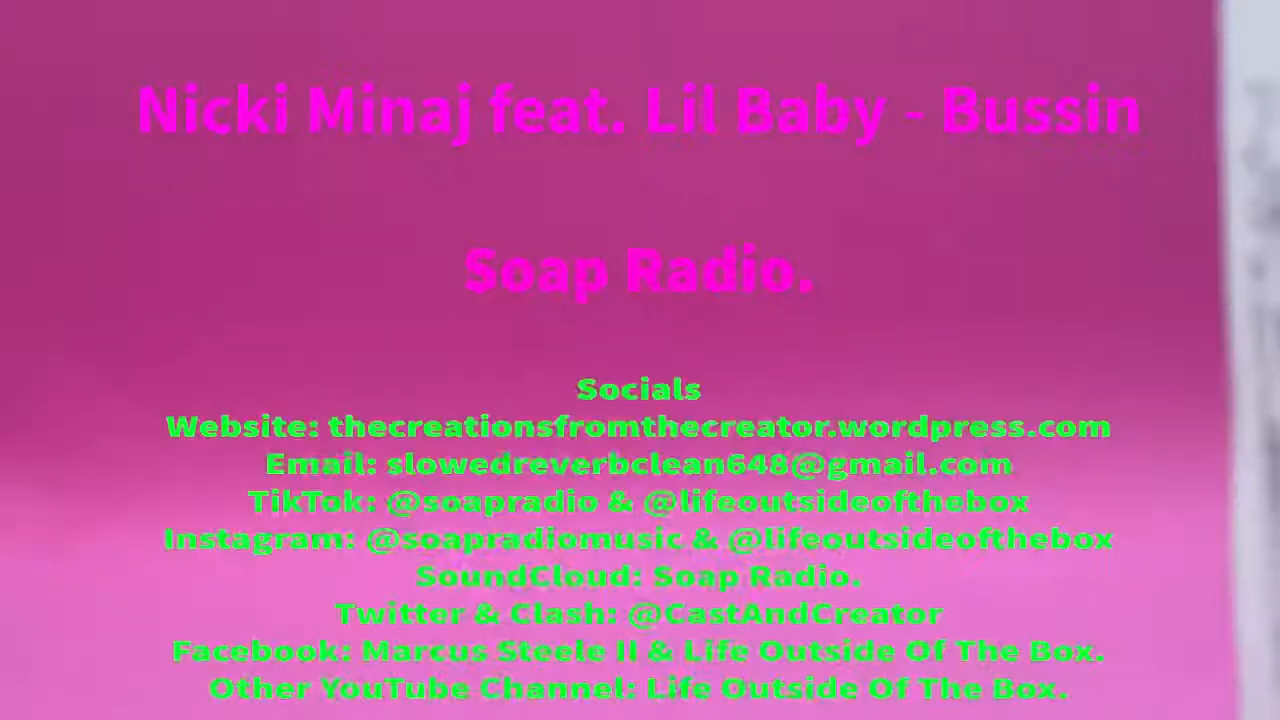 Nicki Minaj feat. Lil Baby - Bussin
Soap Radio.
Socials
Website: thecreationsfromthecreator.wordpress.com
Email: slowedreverbclean648@gmail.com
TikTok: @soapradio & @lifeoutsideofthebox
Instagram: @soapradiomusic & @lifeoutsideofthebox
SoundCloud: Soap Radio.
Twitter & Clash: @CastAndCreator
Facebook: Marcus Steele II & Life Outside Of The Box.
Other YouTube Channel: Life Outside Of The Box.